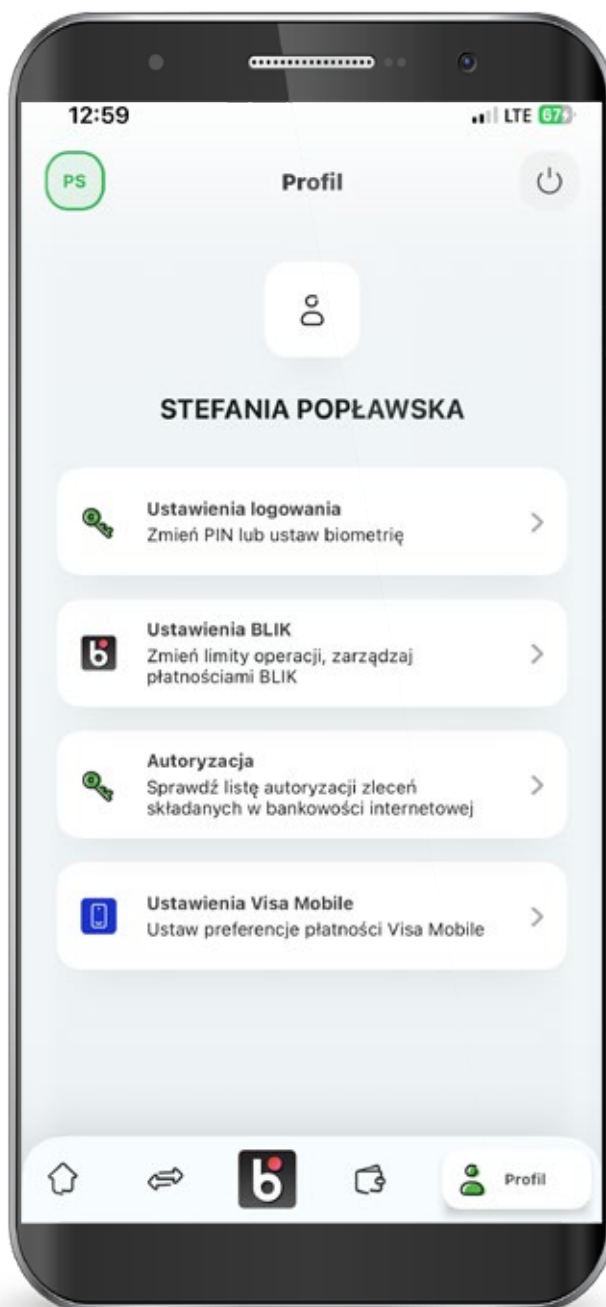 12:59
LTE 67
PS
Profil
STEFANIA POPŁAWSKA
Ustawienia logowania
Zmień PIN lub ustaw biometrię
Ustawienia BLIK
Zmień limity operacji, zarządzaj
płatnościami BLIK
Autoryzacja
Sprawdź listę autoryzacji zleceń
składanych w bankowości internetowej
Ustawienia Visa Mobile
Ustaw preferencje płatności Visa Mobile
Profil